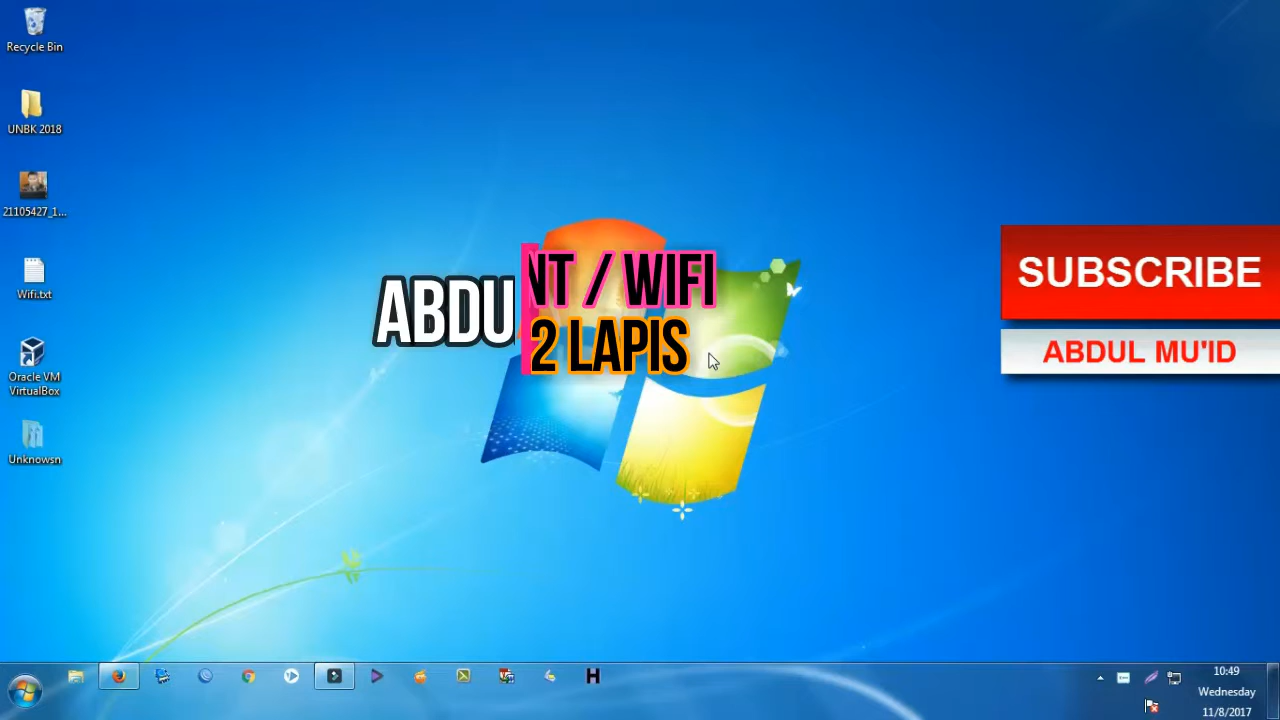 Recycle Bin
UNBK 2018
21105427_1...
Wifi.txt
Oracle VM
VirtualBox
Unknowsn
ABDU
NT / WIFI
2 LAPIS
SUBSCRIBE
ABDUL MU'ID
10:49
Wednesday
11/8/2017